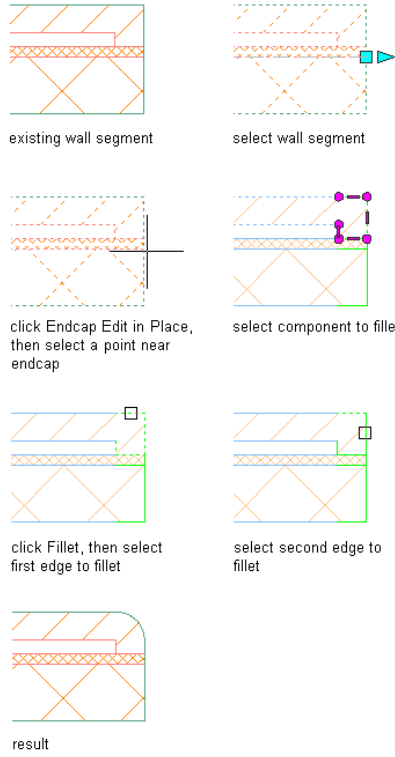 existing wall segment
select wall segment
click Endcap Edit in Place,
then select a point near
endcap
select component to fille
click Fillet, then select
first edge to fillet
select second edge to
fillet
result